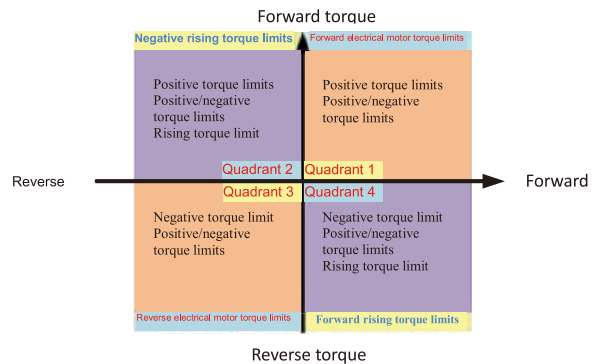 Forward torque
Negative rising torque limits
Forward electrical motor torque limits
Positive torque limits
Positive/negative
torque limits
Rising torque limit
Positive torque limits
Positive/negative
torque limits
Quadrant 2
Quadrant 1
Reverse
Forward
Quadrant 3
Quadrant 4
Negative torque limit
Positive/negative
torque limits
Negative torque limit
Positive/negative
torque limits
Rising torque limit
Reverse electrical motor torque limits
Forward rising torque limits
Reverse torque